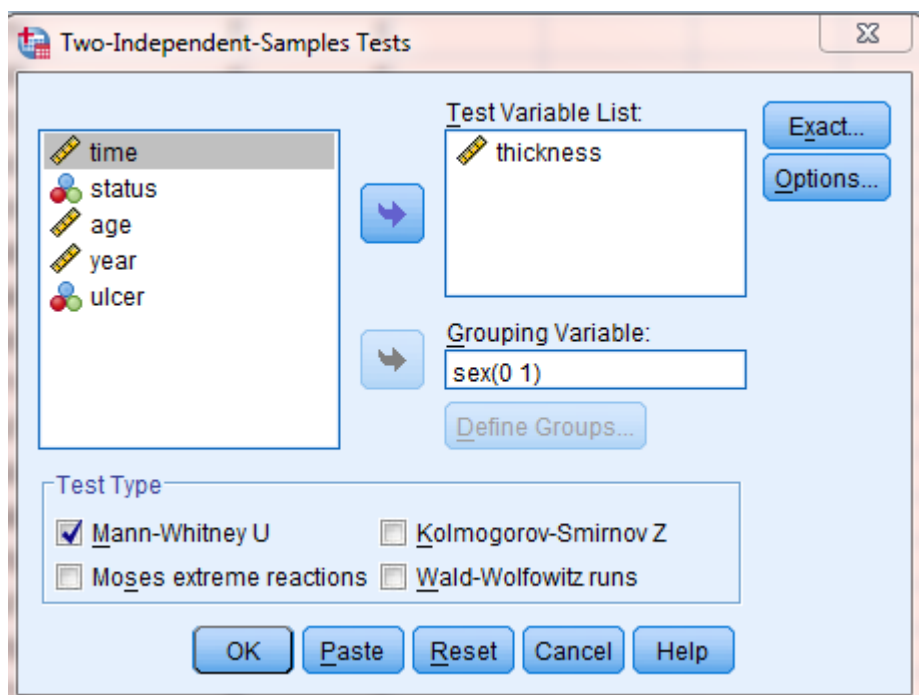 Two-Independent-Samples Tests
time
status
age
year
ulcer
Test Variable List:
thickness
Exact...
Options...
Grouping Variable:
sex(0 1)
Define Groups...
Test Type
Mann-Whitney U
Kolmogorov-Smirnov Z
Moses extreme reactions
Wald-Wolfowitz runs
OK
Paste
Reset
Cancel
Help